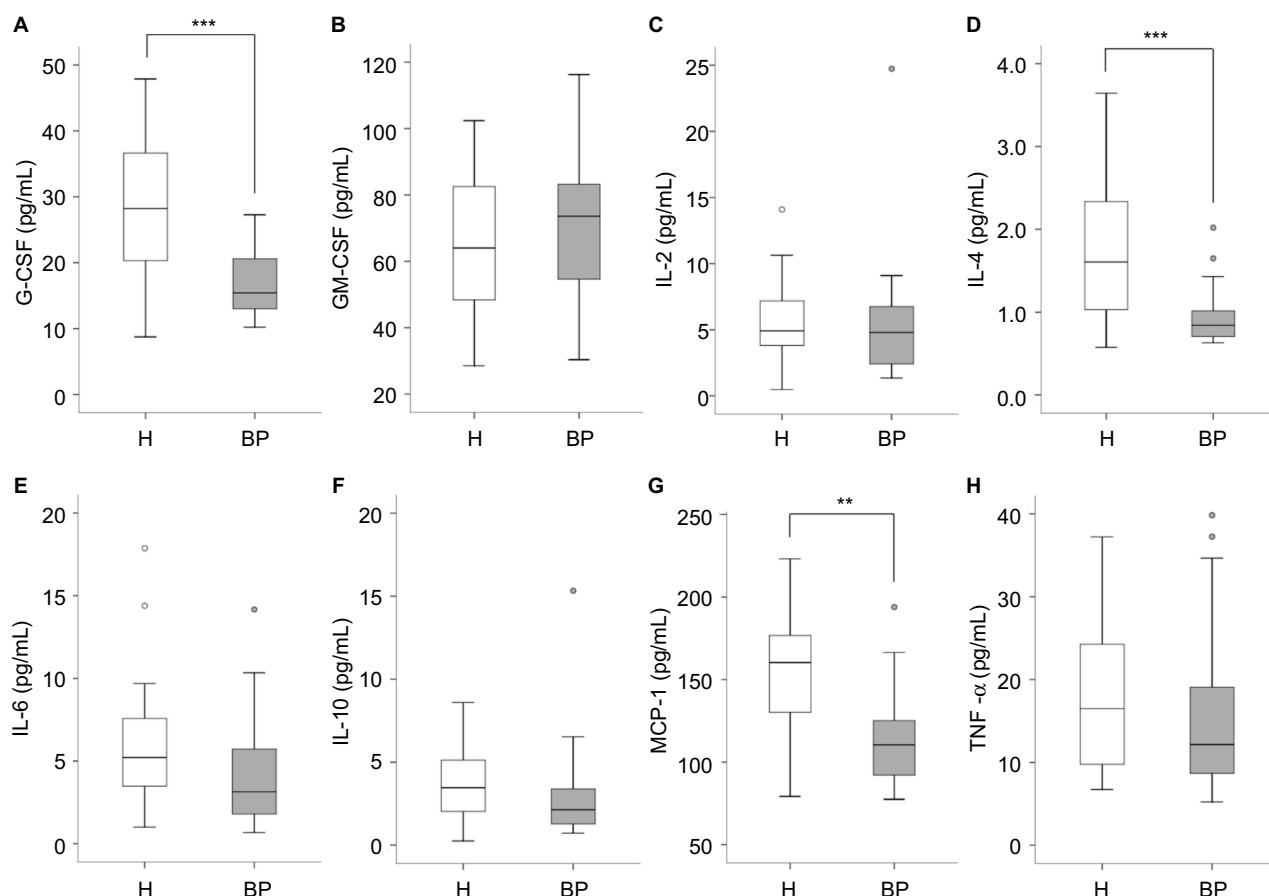 A
***
G-CSF (pg/mL)
50
40
30
20
10
0
H
BP
B
GM-CSF (pg/mL)
120
100
80
60
40
20
H
BP
C
IL-2 (pg/mL)
25
20
15
10
5
0
H
BP
D
***
IL-4 (pg/mL)
4.0
3.0
2.0
1.0
0.0
H
BP
E
IL-6 (pg/mL)
20
15
10
5
0
H
BP
F
IL-10 (pg/mL)
20
15
10
5
0
H
BP
G
**
MCP-1 (pg/mL)
250
200
150
100
50
H
BP
H
TNF -α (pg/mL)
40
30
20
10
0
H
BP